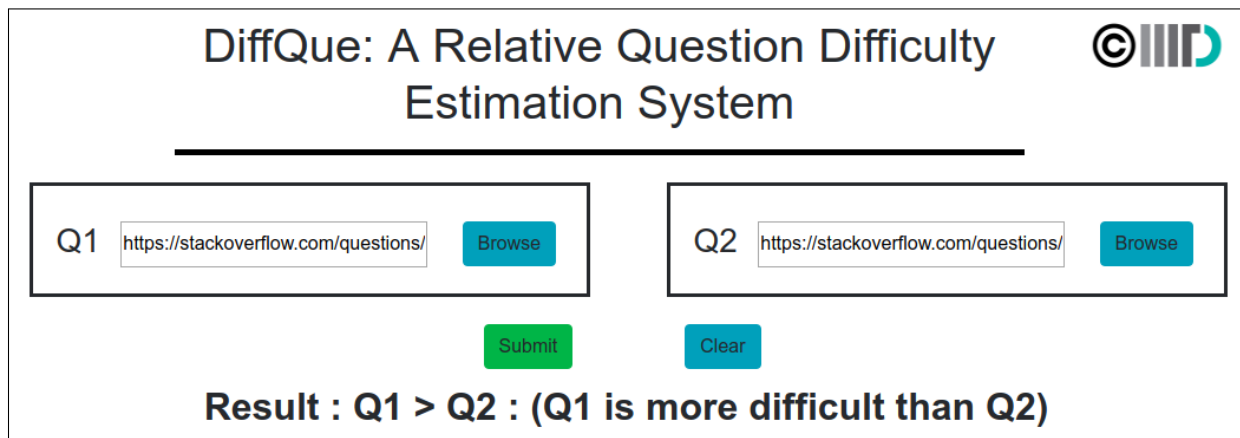 DiffQue: A Relative Question Difficulty
Estimation System
©IIITD
Q1 https://stackoverflow.com/questions/ Browse
Q2 https://stackoverflow.com/questions/ Browse
Submit Clear
Result : Q1 > Q2 : (Q1 is more difficult than Q2)